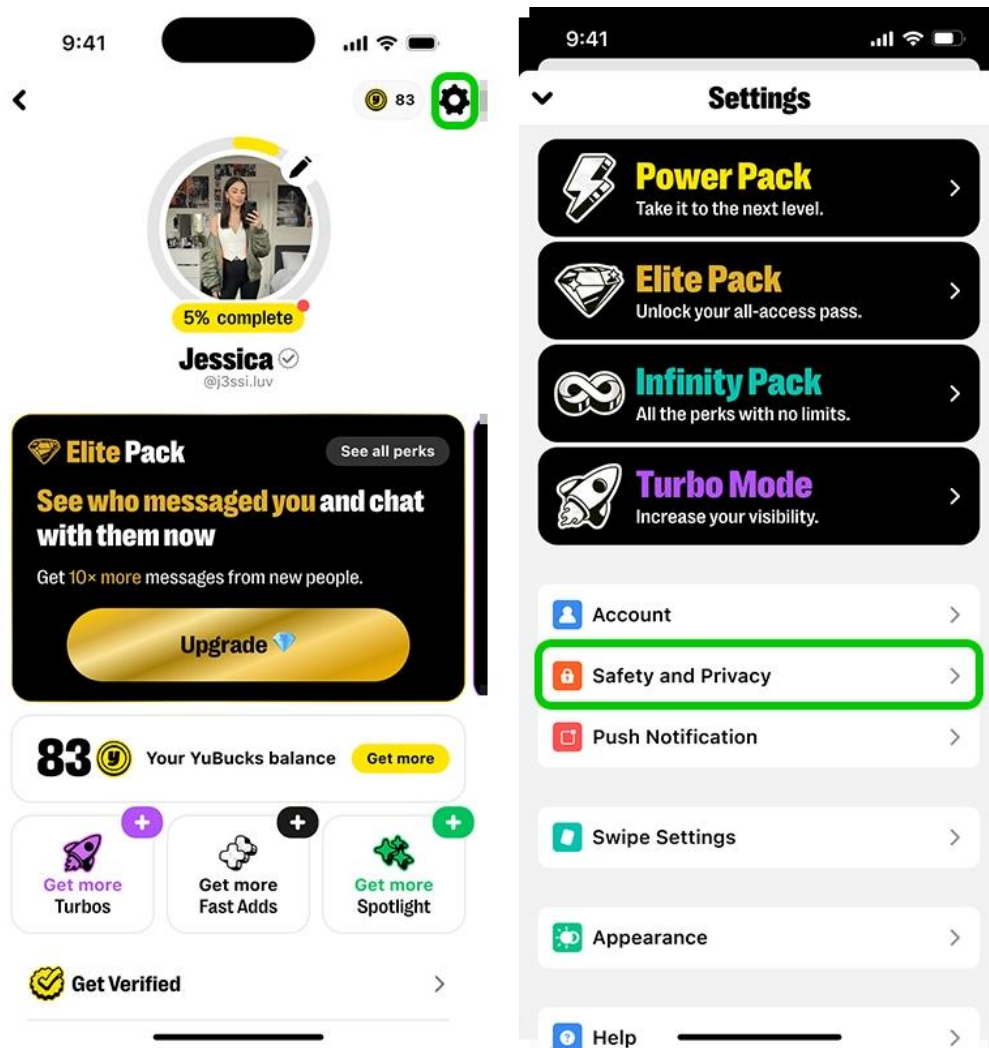 9:41
83
5% complete
Jessica
@j3ssi.luv
Elite Pack
See all perks
See who messaged you and chat
with them now
Get 10× more messages from new people.
Upgrade
83
Your YuBucks balance
Get more
Get more
Turbos
Get more
Fast Adds
Get more
Spotlight
Get Verified
9:41
Settings
Power Pack
Take it to the next level.
Elite Pack
Unlock your all-access pass.
Infinity Pack
All the perks with no limits.
Turbo Mode
Increase your visibility.
Account
Safety and Privacy
Push Notification
Swipe Settings
Appearance
Help